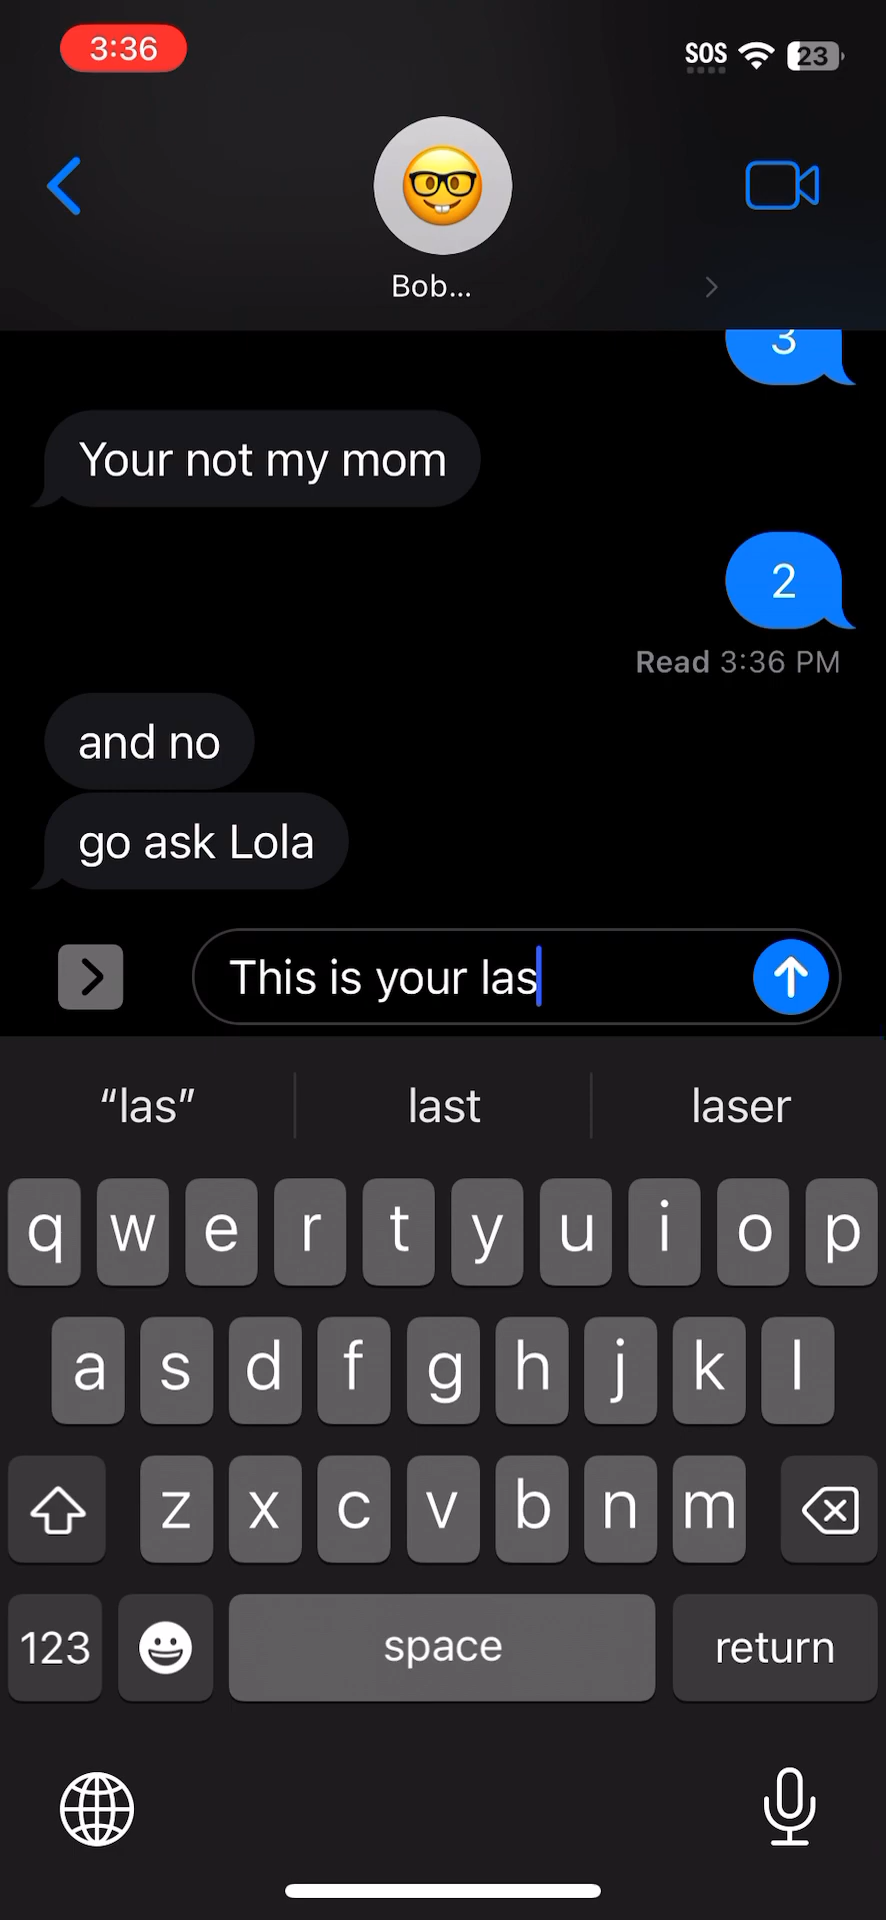 3:36
SOS
23
Bob...
3
Your not my mom
2
Read 3:36 PM
and no
go ask Lola
This is your las
“las” last laser
q w e r t y u i o p
a s d f g h j k l
z x c v b n m
123 space return